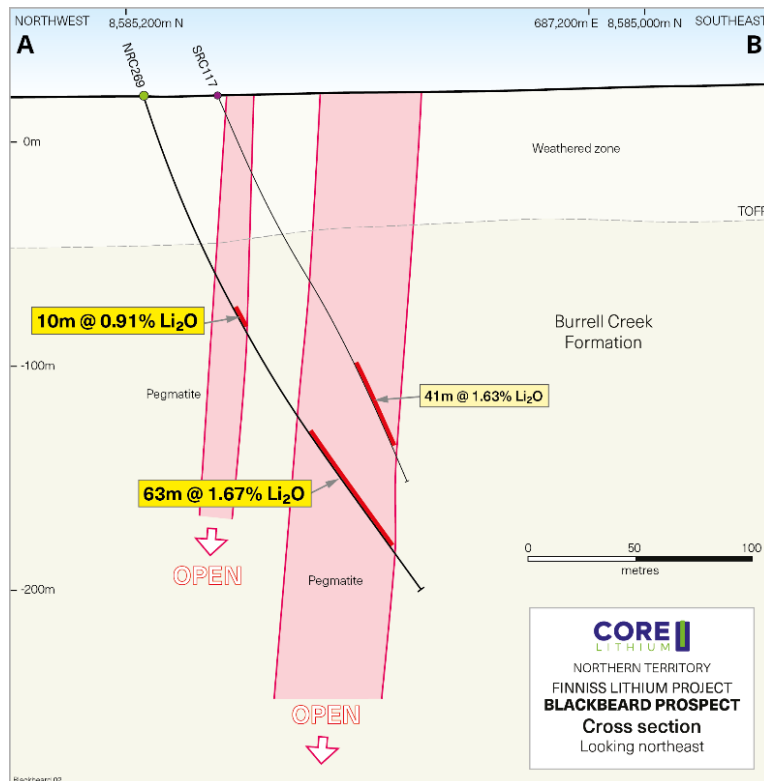 NORTHWEST 8,585,200m N 687,200m E 8,585,000m N SOUTHEAST
A B
NRC269
SRC117
0m
Weathered zone
TOFR
10m @ 0.91% Li₂O
Burrell Creek
Formation
-100m
Pegmatite
41m @ 1.63% Li₂O
63m @ 1.67% Li₂O
0 50 100
metres
OPEN
Pegmatite
-200m
CORE
LITHIUM
NORTHERN TERRITORY
FINNISS LITHIUM PROJECT
BLACKBEARD PROSPECT
Cross section
Looking northeast
OPEN